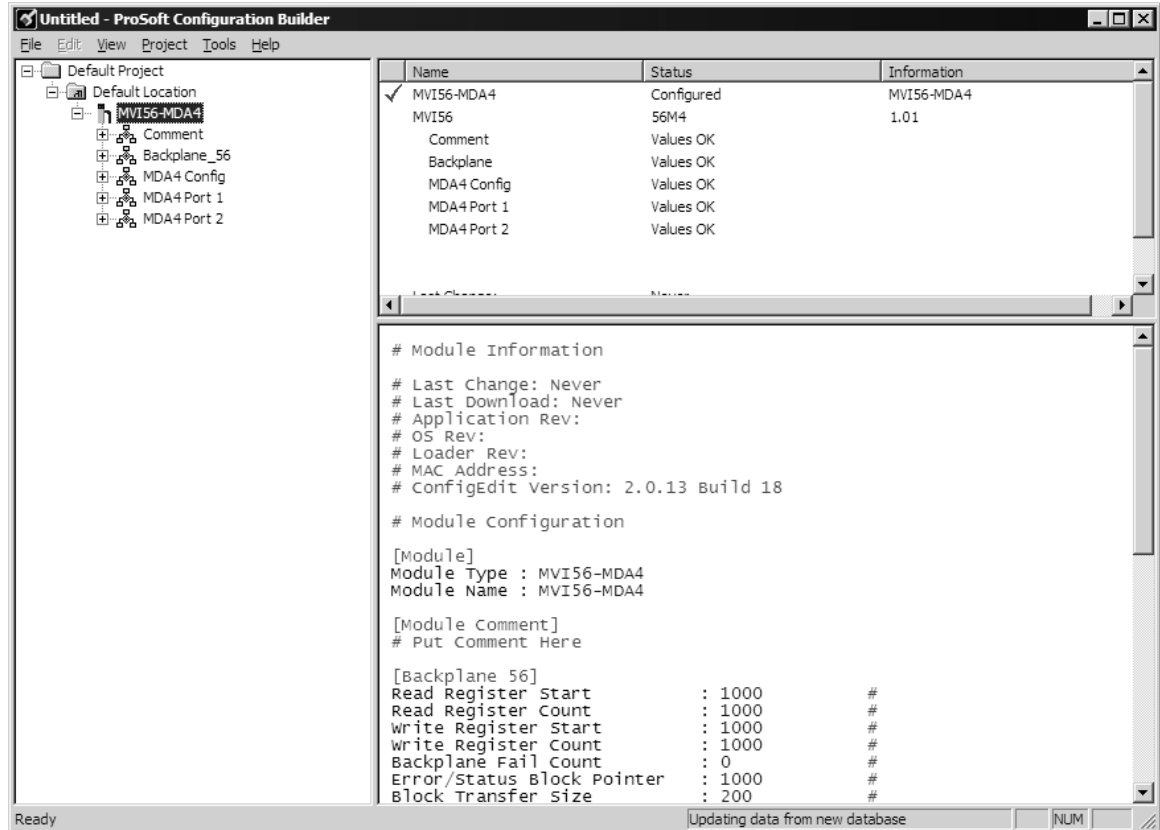 Untitled - ProSoft Configuration Builder
File Edit View Project Tools Help
Default Project
Default Location
MVI56-MDA4
Comment
Backplane_56
MDA4 Config
MDA4 Port 1
MDA4 Port 2
Name Status Information
MVI56-MDA4 Configured MVI56-MDA4
MVI56 56M4 1.01
Comment Values OK
Backplane Values OK
MDA4 Config Values OK
MDA4 Port 1 Values OK
MDA4 Port 2 Values OK
Last Change: Never
# Module Information
# Last Change: Never
# Last Download: Never
# Application Rev:
# OS Rev:
# Loader Rev:
# MAC Address:
# ConfigEdit Version: 2.0.13 Build 18
# Module Configuration
[Module]
Module Type : MVI56-MDA4
Module Name : MVI56-MDA4
[Module Comment]
# Put Comment Here
[Backplane 56]
Read Register Start : 1000 #
Read Register Count : 1000 #
Write Register Start : 1000 #
Write Register Count : 1000 #
Backplane Fail Count : 0 #
Error/Status Block Pointer : 1000 #
Block Transfer Size : 200 #
Ready Updating data from new database NUM